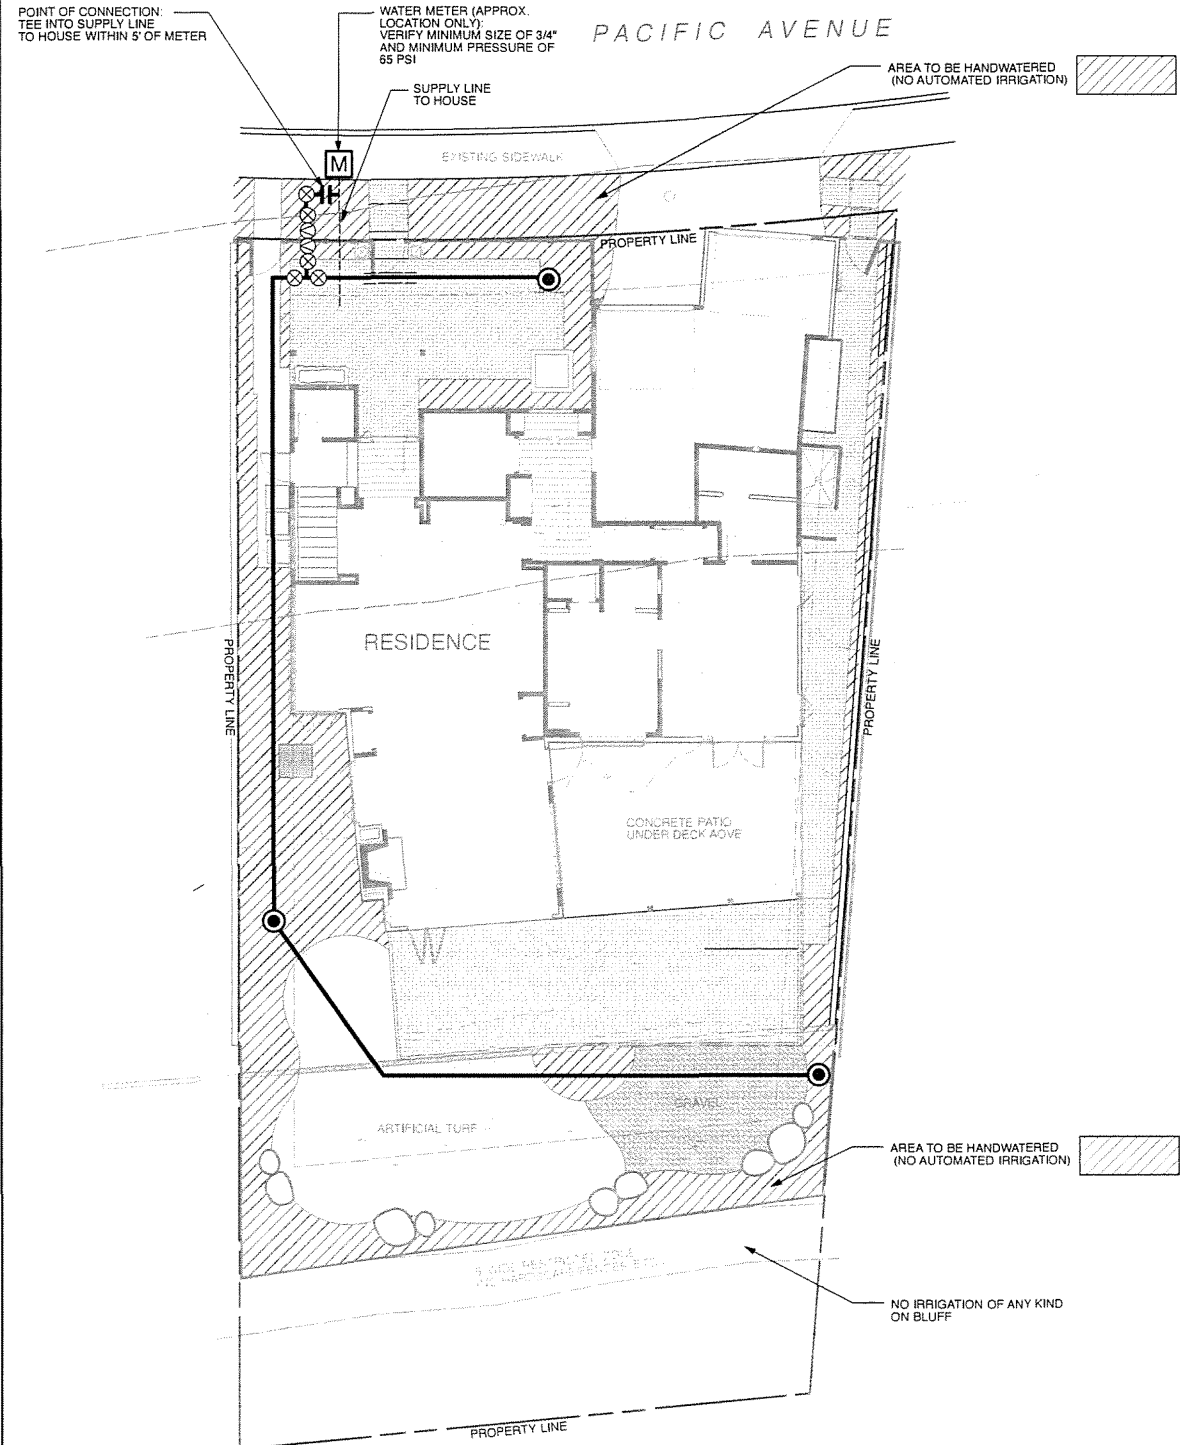 POINT OF CONNECTION:
TEE INTO SUPPLY LINE
TO HOUSE WITHIN 5' OF METER
WATER METER (APPROX.
LOCATION ONLY):
VERIFY MINIMUM SIZE OF 3/4"
AND MINIMUM PRESSURE OF
65 PSI
PACIFIC AVENUE
SUPPLY LINE
TO HOUSE
AREA TO BE HANDWATERED
(NO AUTOMATED IRRIGATION)
M
EXISTING SIDEWALK
PROPERTY LINE
RESIDENCE
PROPERTY LINE
PROPERTY LINE
CONCRETE PATIO
UNDER DECK AOVE
GRAVEL
ARTIFICIAL TURF
AREA TO BE HANDWATERED
(NO AUTOMATED IRRIGATION)
NO IRRIGATION OF ANY KIND
ON BLUFF
PROPERTY LINE